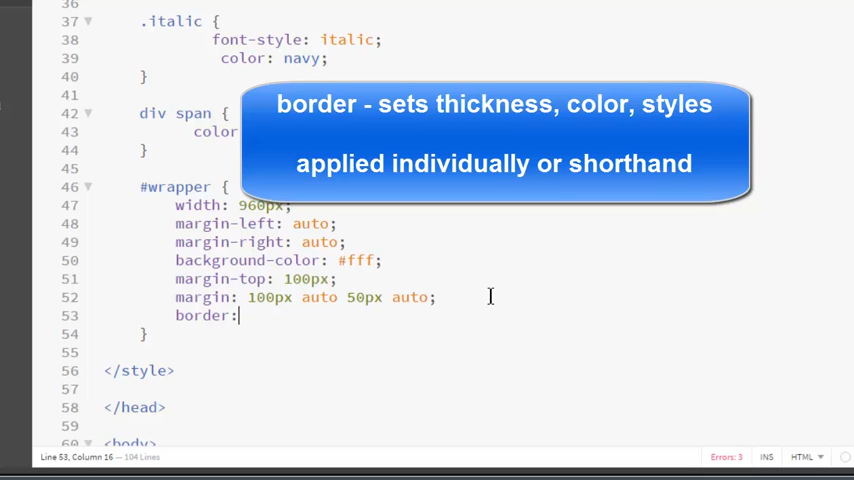 36
37 .italic {
38 font-style: italic;
39 color: navy;
40 }
41
border - sets thickness, color, styles
42 div span {
43 color
applied individually or shorthand
44 }
45
46 #wrapper {
47 width: 960px;
48 margin-left: auto;
49 margin-right: auto;
50 background-color: #fff;
51 margin-top: 100px;
52 margin: 100px auto 50px auto;
53 border:
54 }
55
56 </style>
57
58 </head>
59
60 <body>
Line 53, Column 16 — 104 Lines
Errors: 3 INS HTML